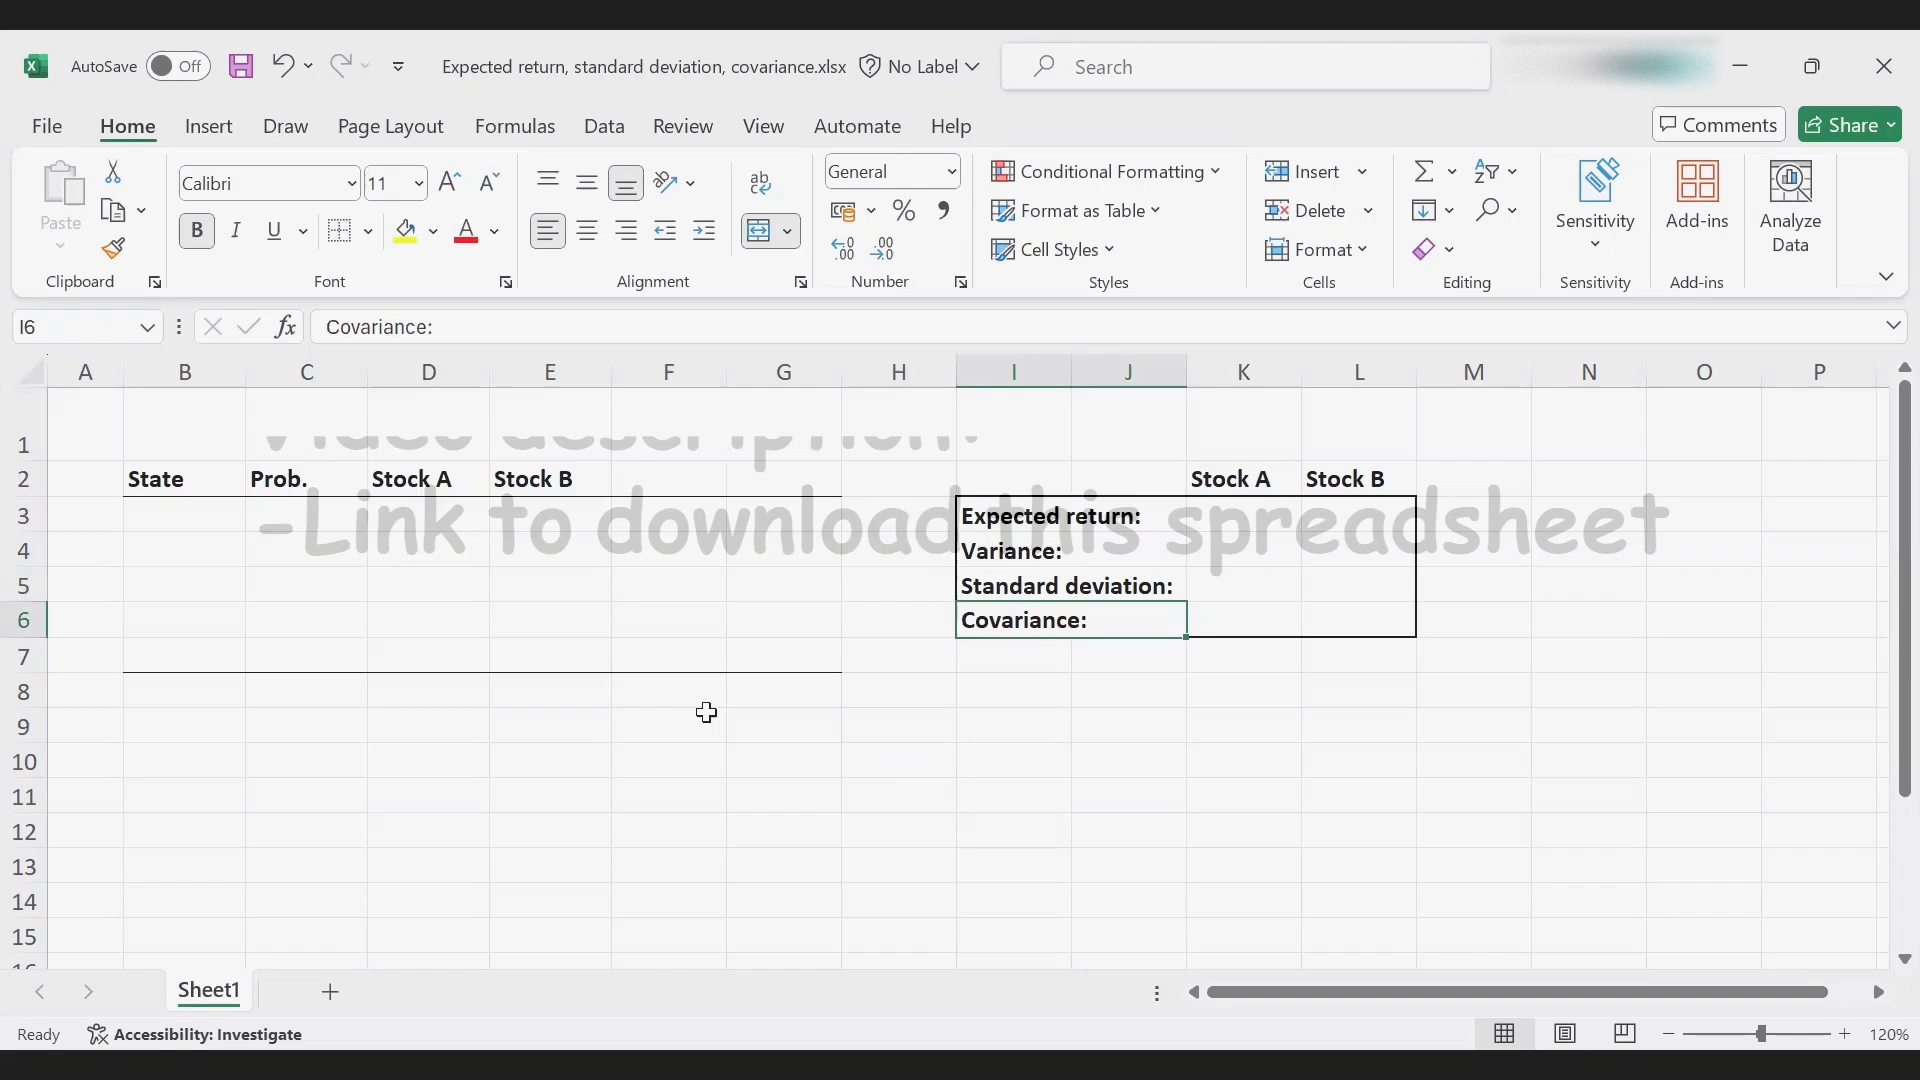 AutoSave Off Expected return, standard deviation, covariance.xlsx No Label Search
File Home Insert Draw Page Layout Formulas Data Review View Automate Help Comments Share
Paste
Clipboard
Calibri 11
B I U
Font
ab
Alignment
General
% 9
Number
Conditional Formatting
Format as Table
Cell Styles
Styles
Insert
Delete
Format
Cells
Editing
Sensitivity
Sensitivity
Add-ins
Add-ins
Analyze
Data
I6 fx Covariance:
A B C D E F G H I J K L M N O P
1
2 State Prob. Stock A Stock B Stock A Stock B
3 Expected return:
-Link to download this spreadsheet
4 Variance:
5 Standard deviation:
6 Covariance:
7
8
9
10
11
12
13
14
15
Sheet1
Ready Accessibility: Investigate 120%